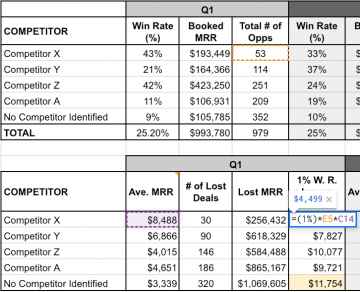 Q1
COMPETITOR Win Rate (%) Booked MRR Total # of Opps Win Rate (%)
Competitor X 43% $193,449 53 33%
Competitor Y 21% $164,366 114 37%
Competitor Z 42% $423,250 251 24%
Competitor A 11% $106,931 209 19%
No Competitor Identified 9% $105,785 352 10%
TOTAL 25.20% $993,780 979 25%
Q1
COMPETITOR Ave. MRR # of Lost Deals Lost MRR 1% W. R.
$4,499 ×
Competitor X $8,488 30 $256,432 =(1%)*E5*C14
Competitor Y $6,866 90 $618,329 $7,827
Competitor Z $4,015 146 $584,488 $10,077
Competitor A $4,651 186 $865,167 $9,721
No Competitor Identified $3,339 320 $1,069,605 $11,754